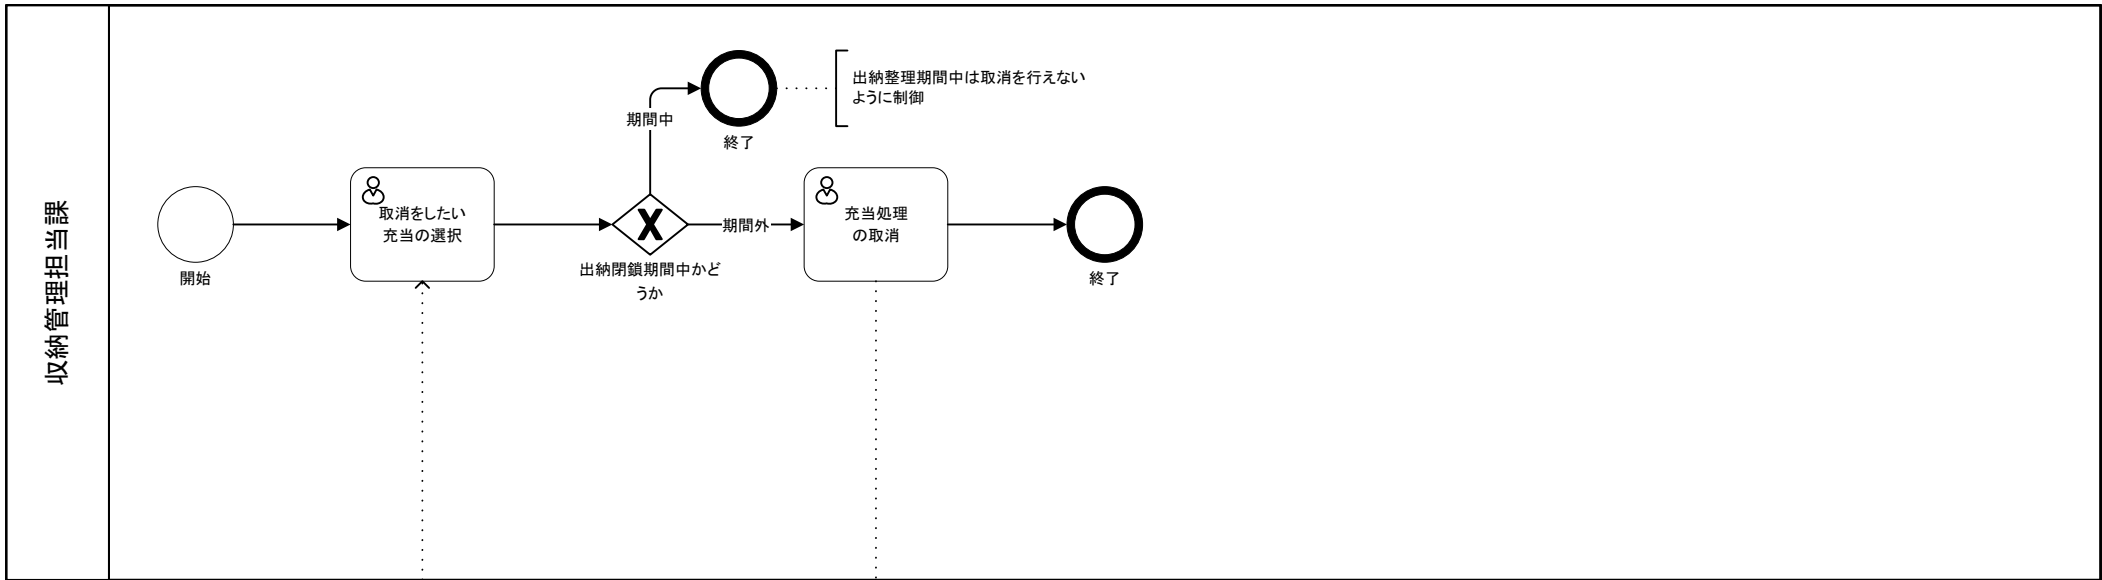 収納管理担当課
開始
取消をしたい
充当の選択
出納閉鎖期間中かど
うか
期間中
終了
出納整理期間中は取消を行えない
ように制御
期間外
充当処理
の取消
終了